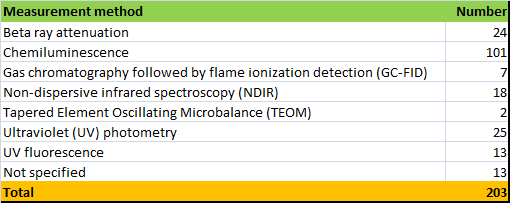 Measurement method Number
Beta ray attenuation 24
Chemiluminescence 101
Gas chromatography followed by flame ionization detection (GC-FID) 7
Non-dispersive infrared spectroscopy (NDIR) 18
Tapered Element Oscillating Microbalance (TEOM) 2
Ultraviolet (UV) photometry 25
UV fluorescence 13
Not specified 13
Total 203